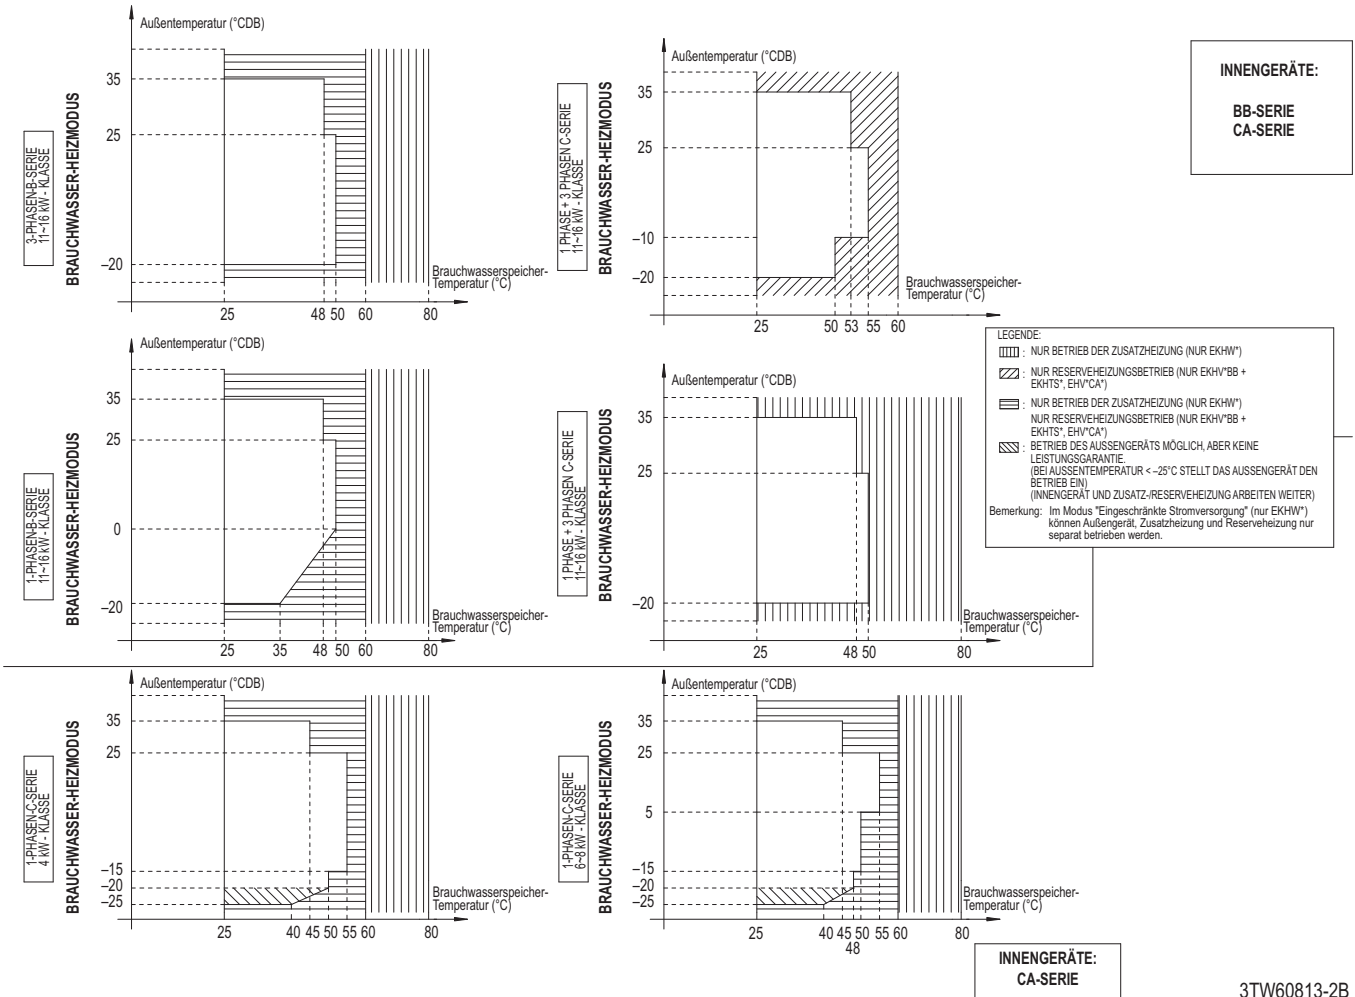 Außentemperatur (°CDB)
35
25
–20
25
48
50
60
80
Brauchwasserspeicher-
Temperatur (°C)
3-PHASEN-B-SERIE
11~16 kW - KLASSE
BRAUCHWASSER-HEIZMODUS
Außentemperatur (°CDB)
35
25
–10
–20
25
50
53
55
60
Brauchwasserspeicher-
Temperatur (°C)
1 PHASE + 3 PHASEN C-SERIE
11~16 kW - KLASSE
BRAUCHWASSER-HEIZMODUS
INNENGERÄTE:
BB-SERIE
CA-SERIE
Außentemperatur (°CDB)
35
25
0
–20
25
35
48
50
60
80
Brauchwasserspeicher-
Temperatur (°C)
1-PHASEN-B-SERIE
11~16 kW - KLASSE
BRAUCHWASSER-HEIZMODUS
Außentemperatur (°CDB)
35
25
–20
25
48
50
80
Brauchwasserspeicher-
Temperatur (°C)
1 PHASE + 3 PHASEN C-SERIE
11~16 kW - KLASSE
BRAUCHWASSER-HEIZMODUS
LEGENDE:
: NUR BETRIEB DER ZUSATZHEIZUNG (NUR EKHW*)
: NUR RESERVEHEIZUNGSBETRIEB (NUR EKHV*BB +
EKHTS*, EHV*CA*)
: NUR BETRIEB DER ZUSATZHEIZUNG (NUR EKHW*)
NUR RESERVEHEIZUNGSBETRIEB (NUR EKHV*BB +
EKHTS*, EHV*CA*)
: BETRIEB DES AUSSENGERÄTS MÖGLICH, ABER KEINE
LEISTUNGSGARANTIE.
(BEI AUSSENTEMPERATUR < –25°C STELLT DAS AUSSENGERÄT DEN
BETRIEB EIN)
(INNENGERÄT UND ZUSATZ-/RESERVEHEIZUNG ARBEITEN WEITER)
Bemerkung: Im Modus "Eingeschränkte Stromversorgung" (nur EKHW*)
können Außengerät, Zusatzheizung und Reserveheizung nur
separat betrieben werden.
Außentemperatur (°CDB)
35
25
–15
–20
–25
25
40
45
50
55
60
80
Brauchwasserspeicher-
Temperatur (°C)
1-PHASEN-C-SERIE
4 kW - KLASSE
BRAUCHWASSER-HEIZMODUS
Außentemperatur (°CDB)
35
25
5
–15
–20
–25
25
40
45
50
55
60
80
48
Brauchwasserspeicher-
Temperatur (°C)
1-PHASEN-C-SERIE
6~8 kW - KLASSE
BRAUCHWASSER-HEIZMODUS
INNENGERÄTE:
CA-SERIE
3TW60813-2B